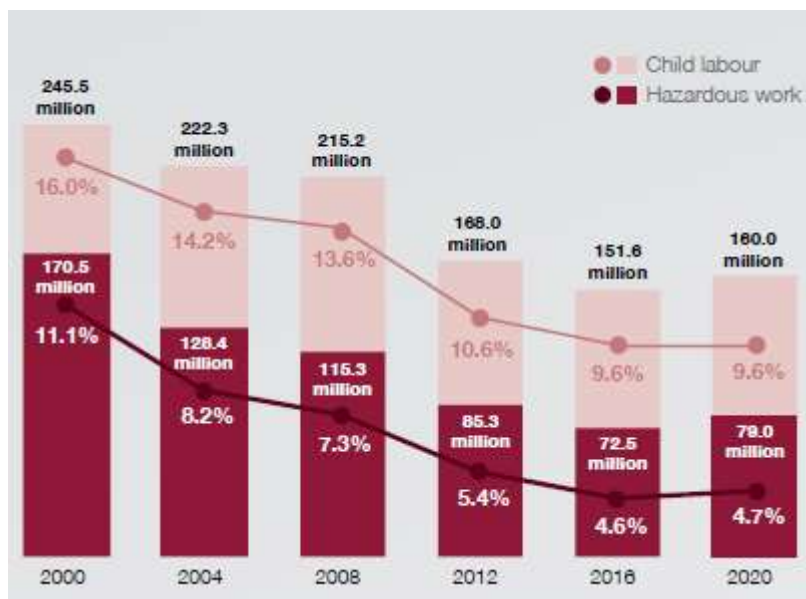 Child labour
Hazardous work
245.5
million
222.3
million
215.2
million
168.0
million
151.6
million
160.0
million
16.0%
14.2%
13.6%
10.6%
9.6%
9.6%
170.5
million
128.4
million
115.3
million
85.3
million
72.5
million
79.0
million
11.1%
8.2%
7.3%
5.4%
4.6%
4.7%
2000
2004
2008
2012
2016
2020